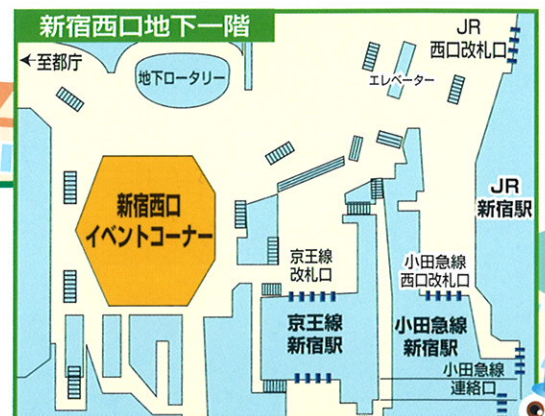 新宿西口地下一階
←至都庁
地下ロータリー
エレベーター
JR
西口改札口
新宿西口
イベントコーナー
JR
新宿駅
京王線
改札口
小田急線
西口改札口
京王線
新宿駅
小田急線
新宿駅
小田急線
連絡口